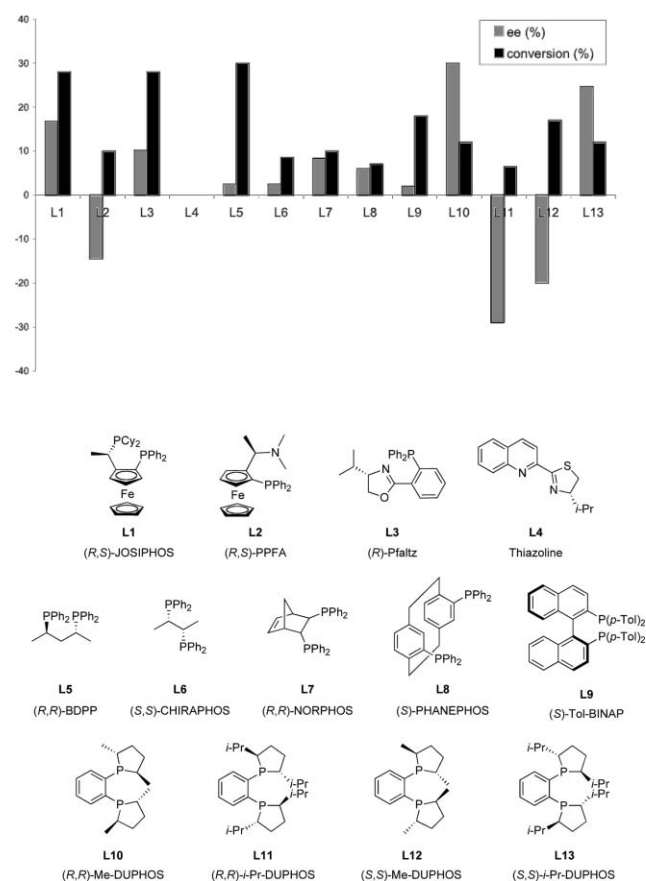 40
ee (%)
conversion (%)
30
20
10
0
L1 L2 L3 L4 L5 L6 L7 L8 L9 L10 L11 L12 L13
-10
-20
-30
-40
PCy2
PPh2
Fe
N
PPh2
Fe
Ph2P
N
O
N
S
N
i-Pr
L1 L2 L3 L4
(R,S)-JOSIPHOS (R,S)-PPFA (R)-Pfaltz Thiazoline
PPh2 PPh2
PPh2
PPh2
PPh2
PPh2
PPh2
PPh2
P(p-Tol)2
P(p-Tol)2
L5 L6 L7 L8 L9
(R,R)-BDPP (S,S)-CHIRAPHOS (R,R)-NORPHOS (S)-PHANEPHOS (S)-Tol-BINAP
P
P
i-Pr
P
i-Pr
i-Pr
P
i-Pr
P
P
i-Pr
P
i-Pr
i-Pr
P
i-Pr
L10 L11 L12 L13
(R,R)-Me-DUPHOS (R,R)-i-Pr-DUPHOS (S,S)-Me-DUPHOS (S,S)-i-Pr-DUPHOS